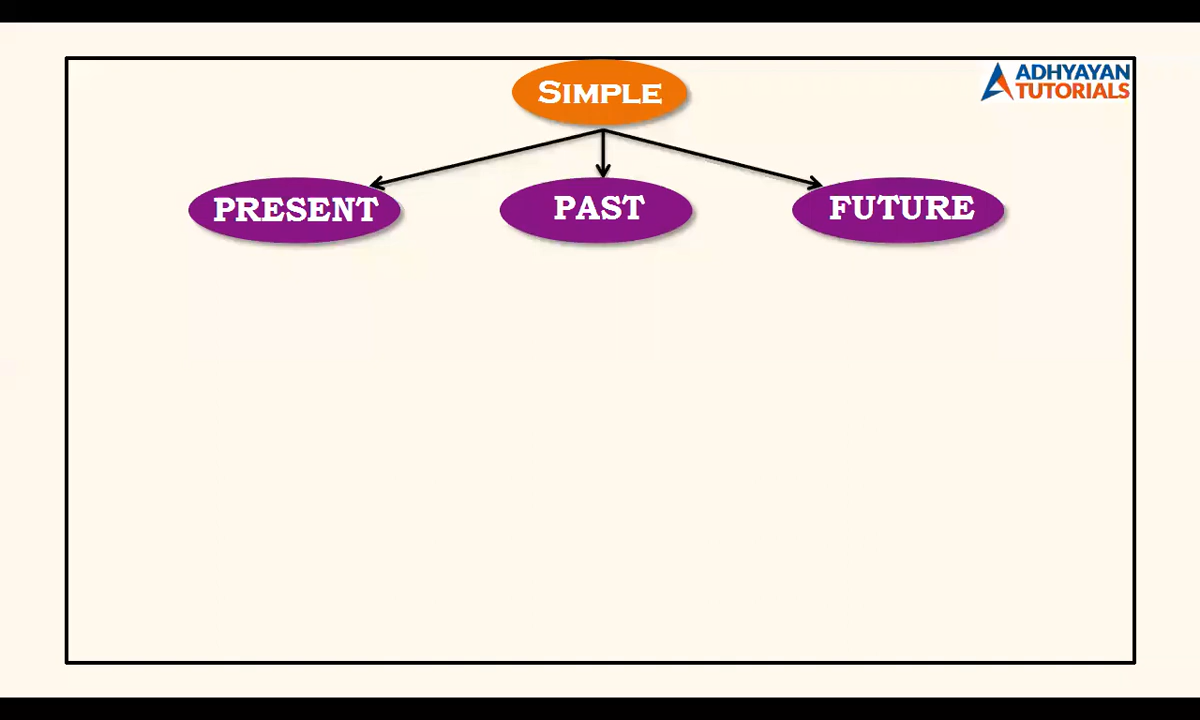 SIMPLE
ADHYAYAN
TUTORIALS
PRESENT
PAST
FUTURE